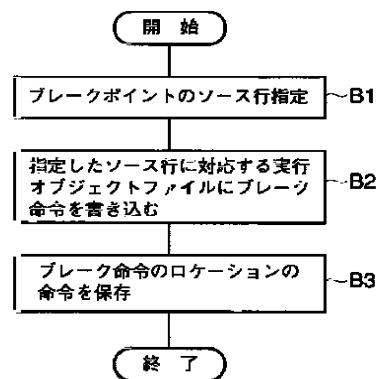 開 始
ブレークポイントのソース行指定
B1
指定したソース行に対応する実行
オブジェクトファイルにブレーク
命令を書き込む
B2
ブレーク命令のロケーションの
命令を保存
B3
終 了